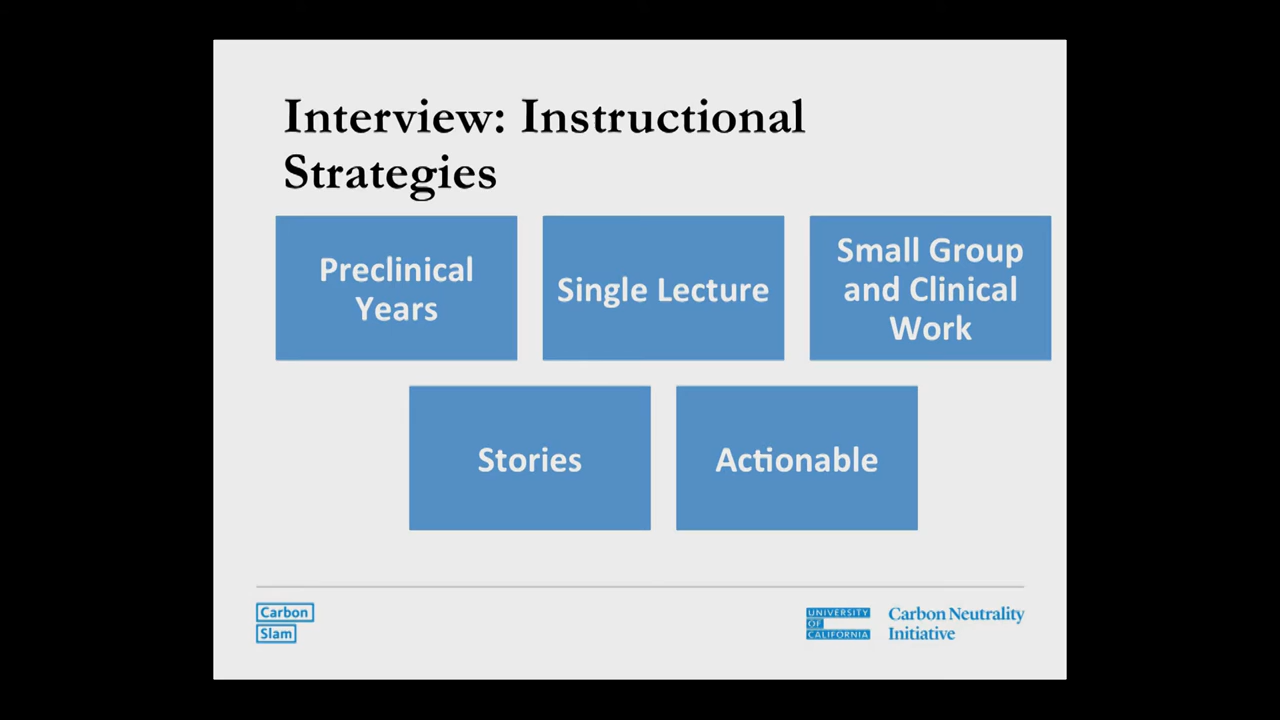 Interview: Instructional
Strategies
Preclinical
Years
Single Lecture
Small Group
and Clinical
Work
Stories
Actionable
Carbon
Slam
UNIVERSITY
OF
CALIFORNIA
Carbon Neutrality
Initiative